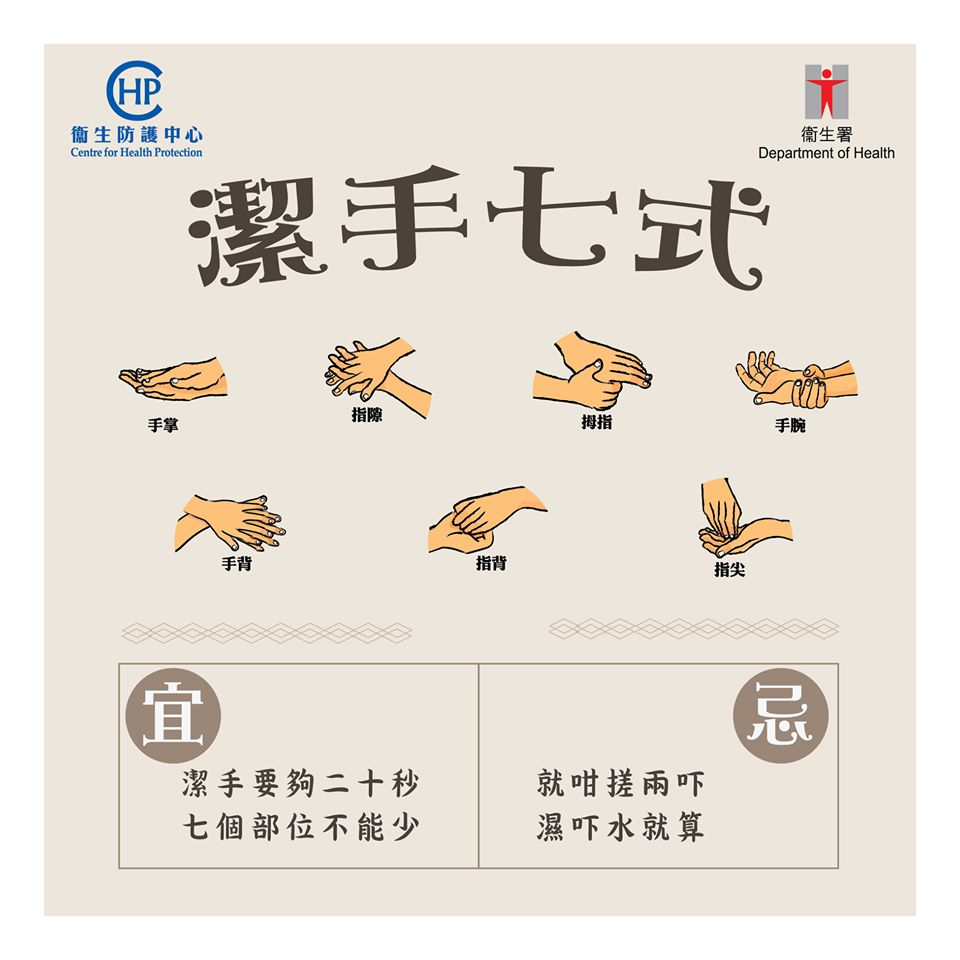 CHP
衞生防護中心
Centre for Health Protection
衞生署
Department of Health
潔手七式
手掌
指隙
拇指
手腕
手背
指背
指尖
宜
潔手要夠二十秒
七個部位不能少
忌
就咁搓兩吓
濕吓水就算